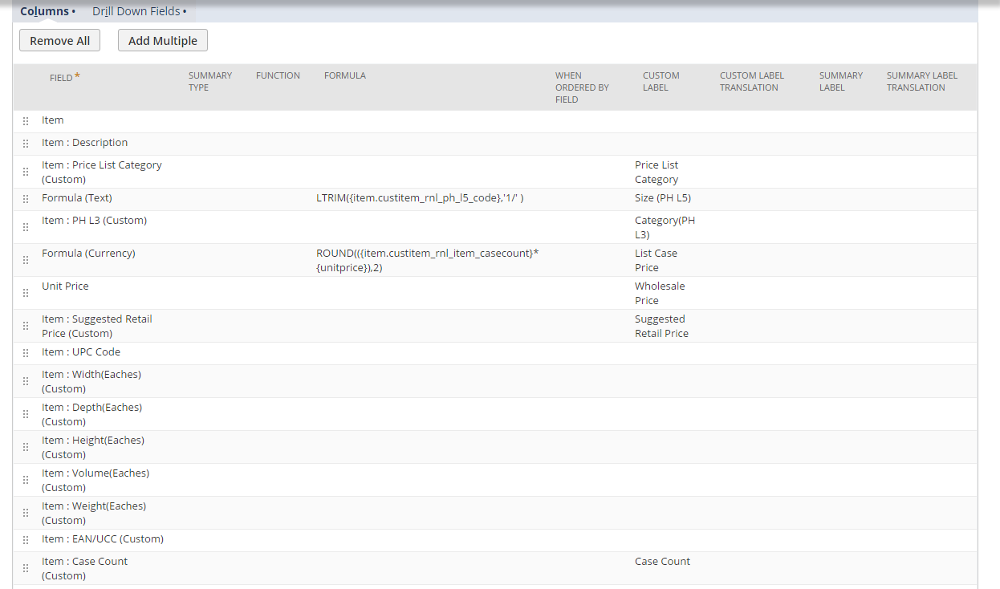 Columns • Drill Down Fields •
Remove All Add Multiple
FIELD * SUMMARY TYPE FUNCTION FORMULA WHEN ORDERED BY FIELD CUSTOM LABEL CUSTOM LABEL TRANSLATION SUMMARY LABEL SUMMARY LABEL TRANSLATION
Item
Item : Description
Item : Price List Category (Custom) Price List Category
Formula (Text) LTRIM({item.custitem_rnl_ph_l5_code},'1/' ) Size (PH L5)
Item : PH L3 (Custom) Category(PH L3)
Formula (Currency) ROUND(({item.custitem_rnl_item_casecount}* {unitprice}),2) List Case Price
Unit Price Wholesale Price
Item : Suggested Retail Price (Custom) Suggested Retail Price
Item : UPC Code
Item : Width(Eaches) (Custom)
Item : Depth(Eaches) (Custom)
Item : Height(Eaches) (Custom)
Item : Volume(Eaches) (Custom)
Item : Weight(Eaches) (Custom)
Item : EAN/UCC (Custom)
Item : Case Count (Custom) Case Count